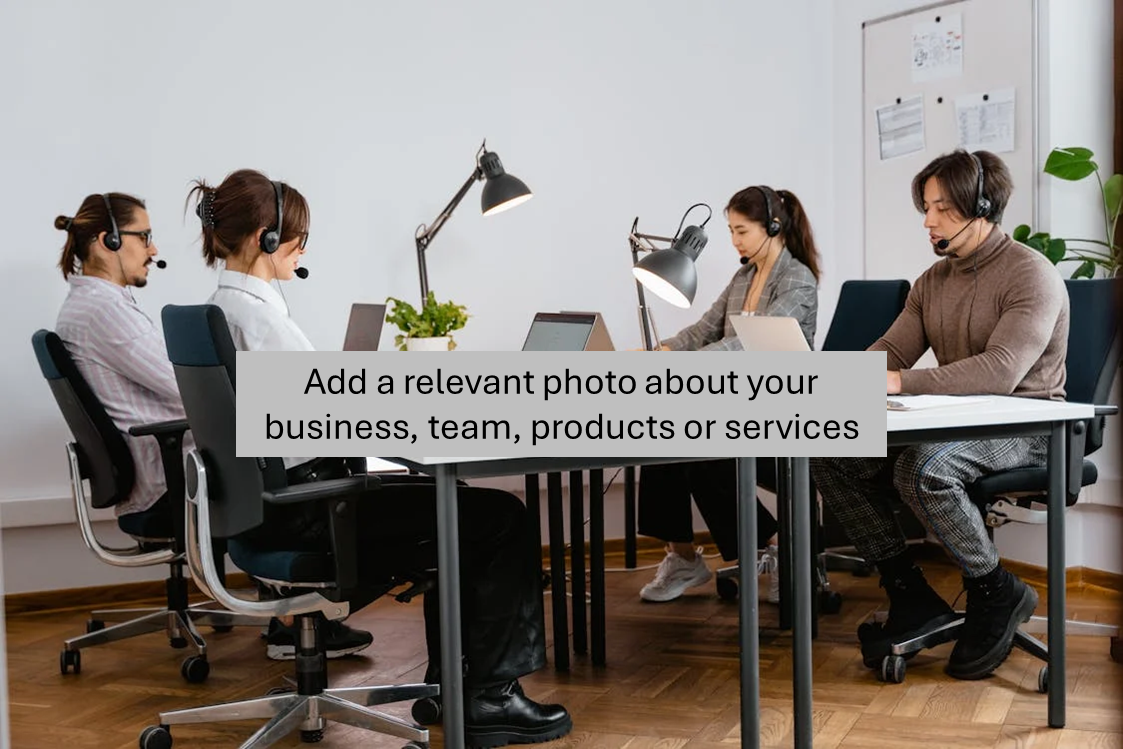 Add a relevant photo about your
business, team, products or services